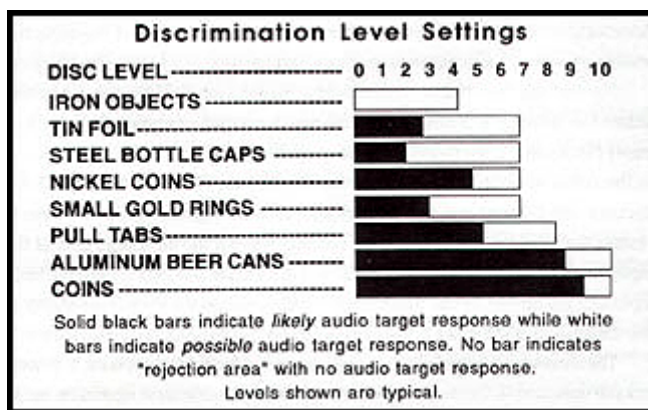 Discrimination Level Settings
DISC LEVEL 0 1 2 3 4 5 6 7 8 9 10
IRON OBJECTS
TIN FOIL
STEEL BOTTLE CAPS
NICKEL COINS
SMALL GOLD RINGS
PULL TABS
ALUMINUM BEER CANS
COINS
Solid black bars indicate likely audio target response while white
bars indicate possible audio target response. No bar indicates
"rejection area" with no audio target response.
Levels shown are typical.